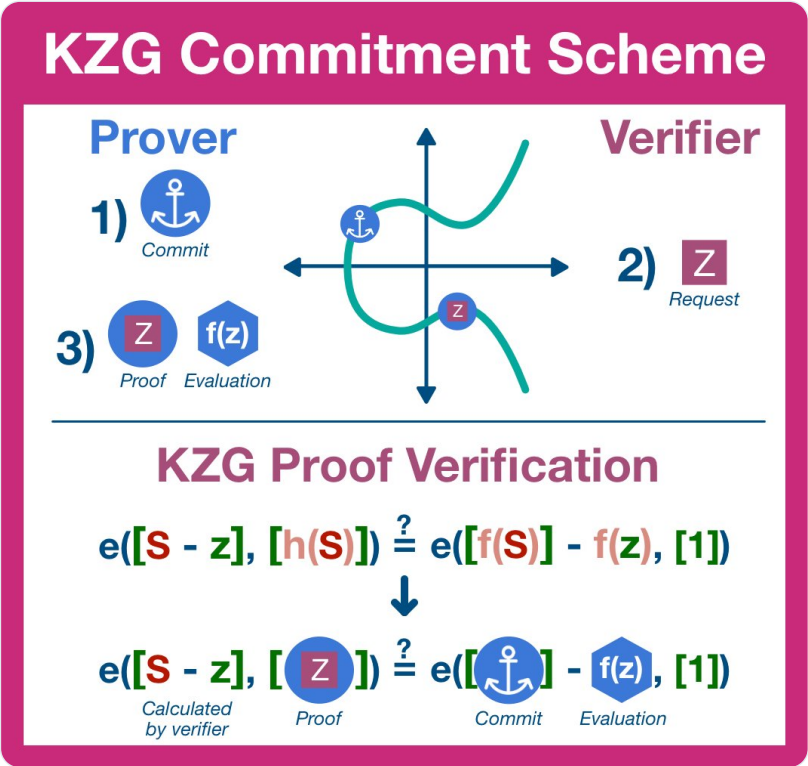 KZG Commitment Scheme
Prover
Verifier
1)
Commit
2) Z
Request
3) Z f(z)
Proof Evaluation
Z
KZG Proof Verification
e([S - z], [h(S)]) ≟ e([f(S)] - f(z), [1])
e([S - z], [Z]) ≟ e([ ] - f(z), [1])
Calculated
by verifier
Proof
Commit
Evaluation